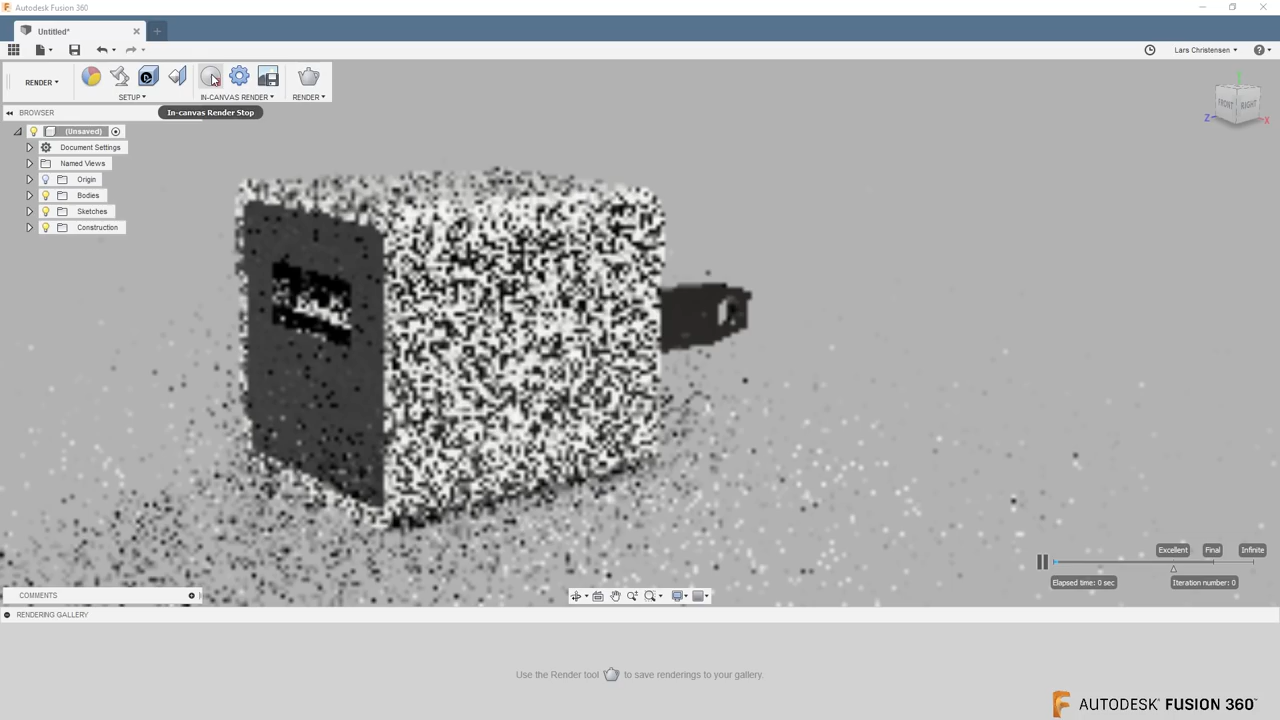 Autodesk Fusion 360
Untitled*
Lars Christensen
RENDER
SETUP
IN-CANVAS RENDER
RENDER
In-canvas Render Stop
BROWSER
(Unsaved)
Document Settings
Named Views
Origin
Bodies
Sketches
Construction
FRONT
RIGHT
Z
X
Excellent
Final
Infinite
Elapsed time: 0 sec
Iteration number: 0
COMMENTS
RENDERING GALLERY
Use the Render tool to save renderings to your gallery.
AUTODESK® FUSION 360™